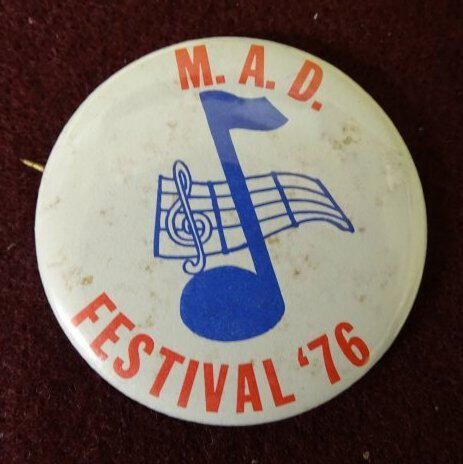 M. A. D.
FESTIVAL '76